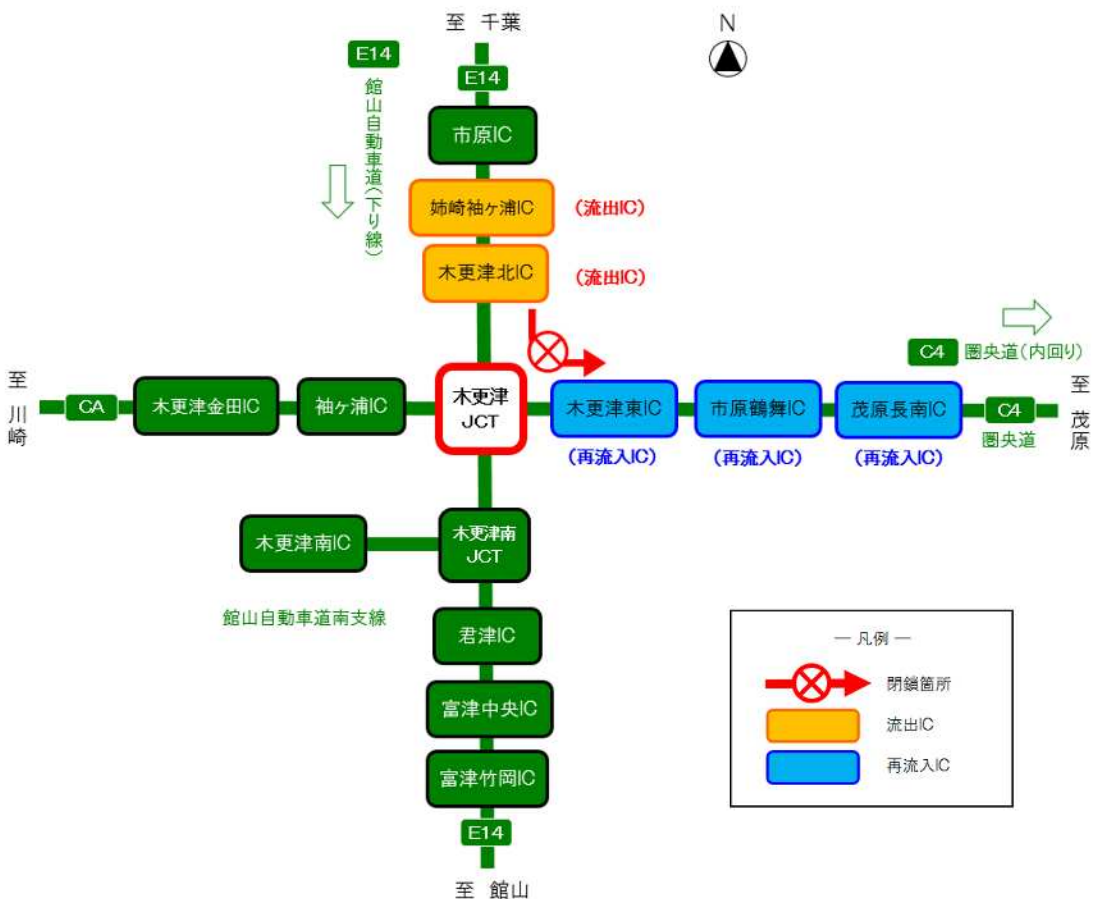 至 千葉
N
E14
E14
館山自動車道(下り線)
市原IC
姉崎袖ヶ浦IC
(流出IC)
木更津北IC
(流出IC)
C4 圏央道(内回り)
至 川崎
CA
木更津金田IC
袖ヶ浦IC
木更津
JCT
木更津東IC
市原鶴舞IC
茂原長南IC
C4
圏央道
至 茂原
(再流入IC)
(再流入IC)
(再流入IC)
木更津南IC
木更津南
JCT
館山自動車道南支線
君津IC
富津中央IC
富津竹岡IC
E14
至 館山
― 凡例 ―
閉鎖箇所
流出IC
再流入IC